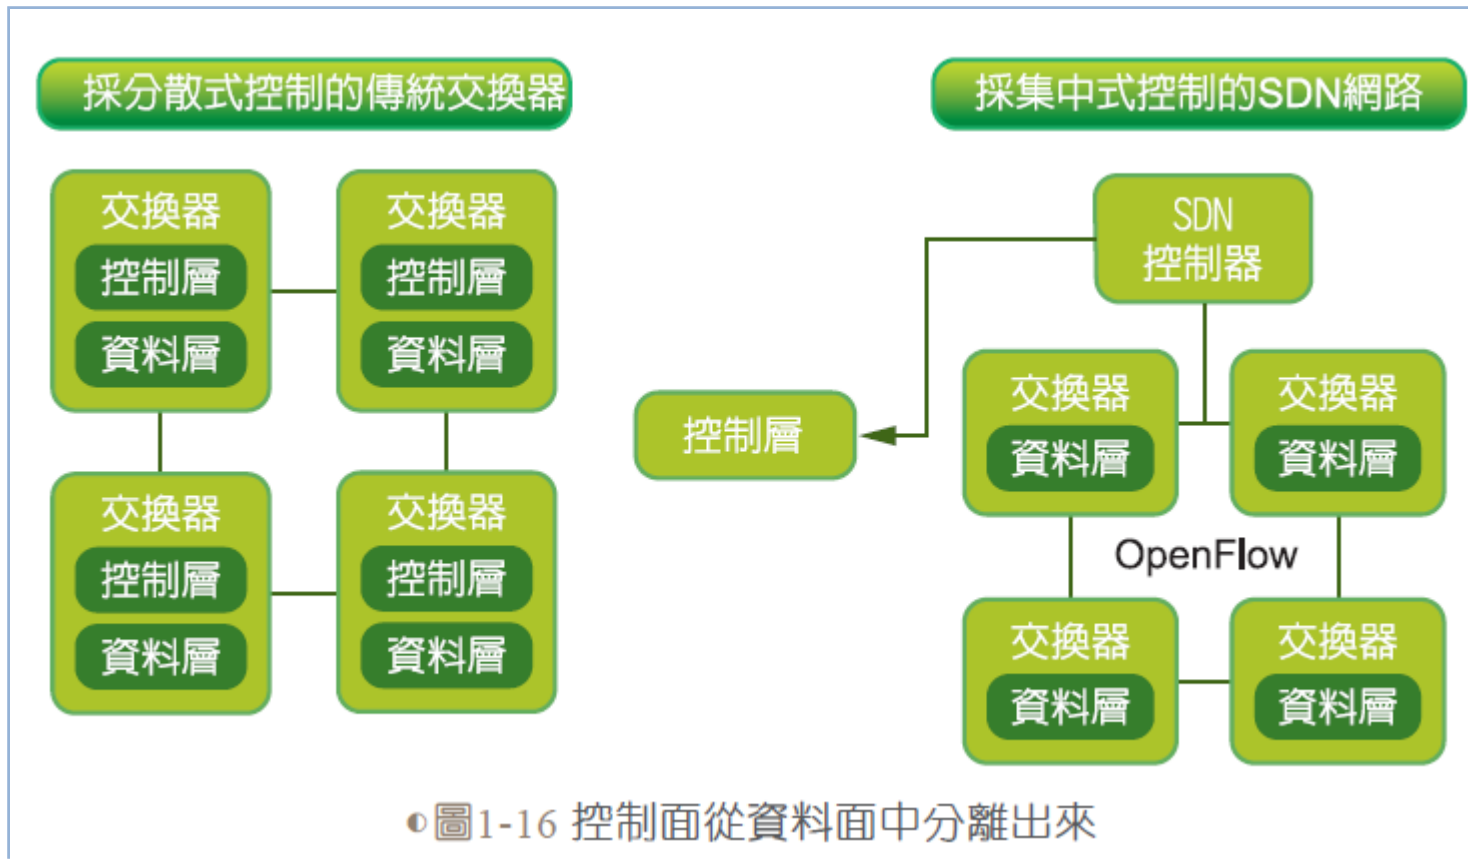 採分散式控制的傳統交換器
交換器
控制層
資料層
交換器
控制層
資料層
交換器
控制層
資料層
交換器
控制層
資料層
採集中式控制的SDN網路
SDN
控制器
控制層
交換器
資料層
交換器
資料層
OpenFlow
交換器
資料層
交換器
資料層
圖1-16 控制面從資料面中分離出來